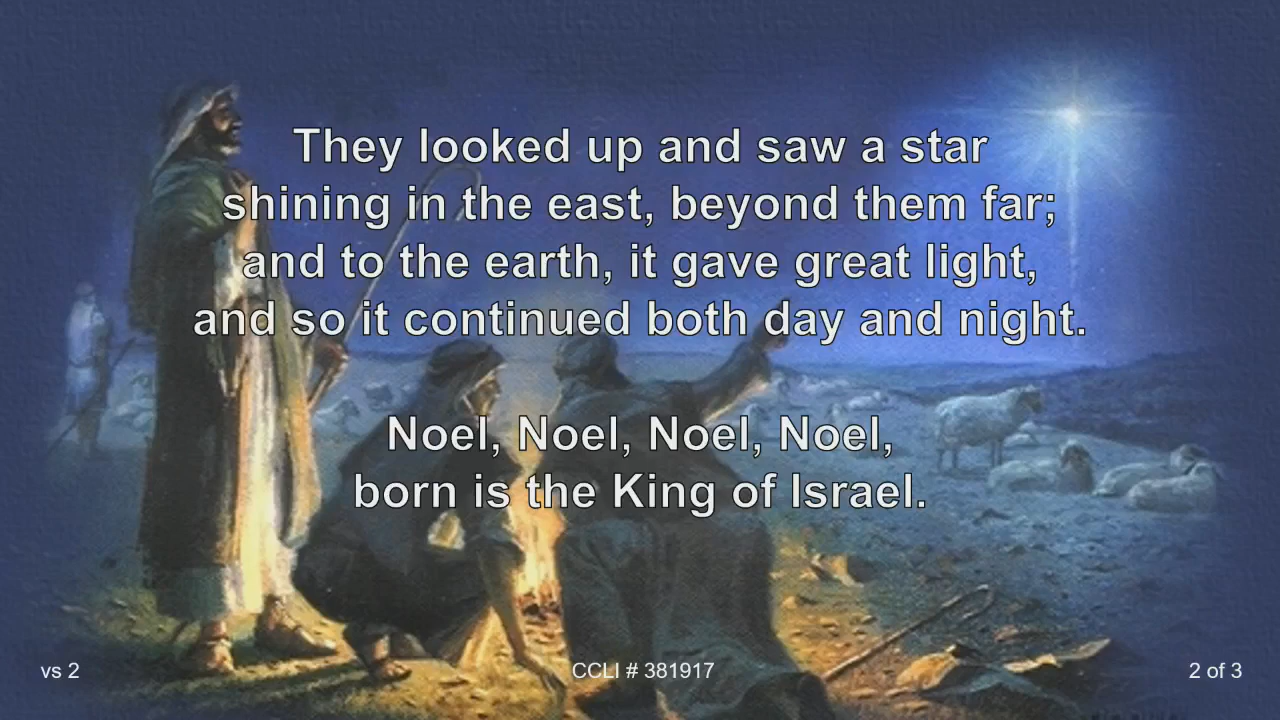 They looked up and saw a star
shining in the east, beyond them far;
and to the earth, it gave great light,
and so it continued both day and night.
Noel, Noel, Noel, Noel,
born is the King of Israel.
vs 2
CCLI # 381917
2 of 3